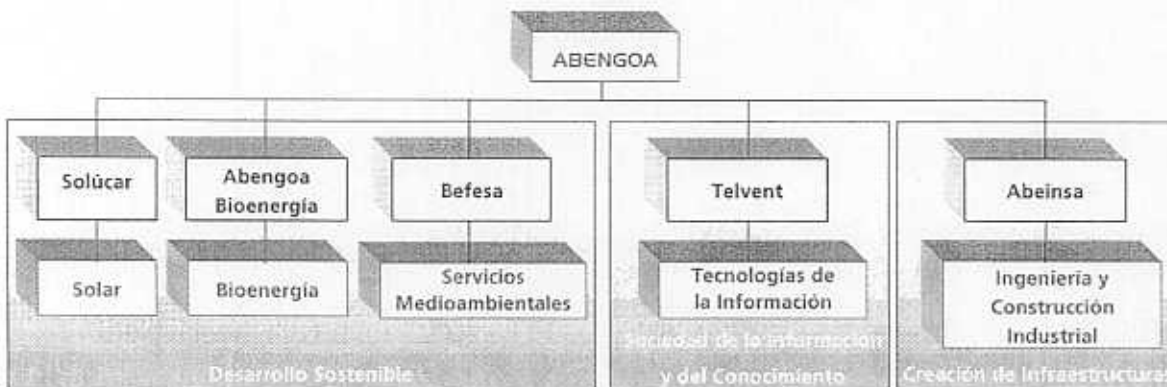 ABENGOA
Solúcar
Abengoa
Bioenergía
Befesa
Telvent
Abeinsa
Solar
Bioenergía
Servicios
Medioambientales
Tecnologías de
la Información
Ingeniería y
Construcción
Industrial
Desarrollo Sostenible
Sociedad de la Información
y del Conocimiento
Creación de Infraestructuras